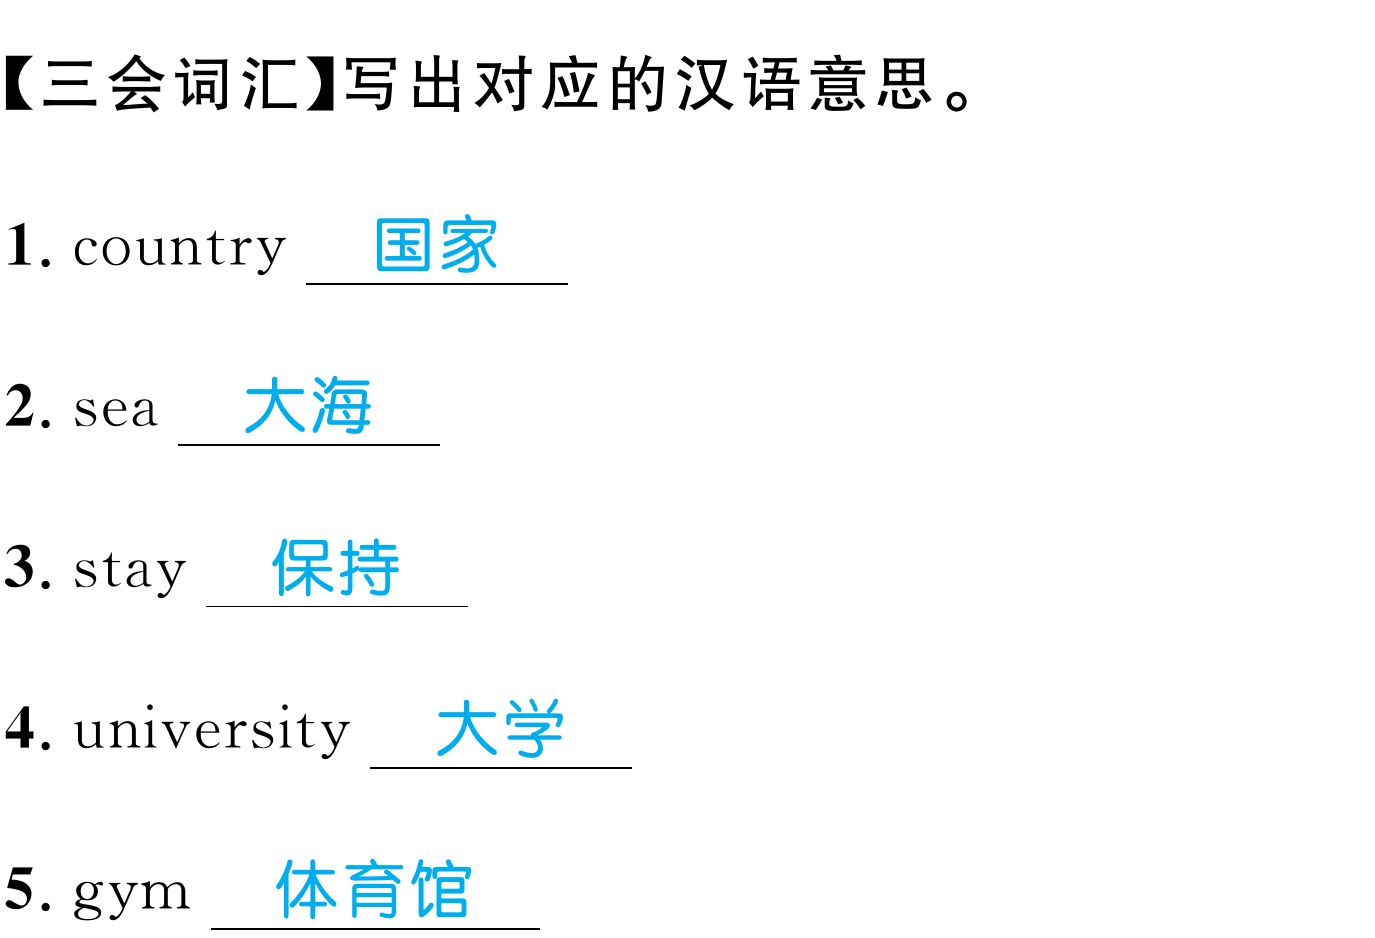 【三会词汇】写出对应的汉语意思。
1. country 国家
2. sea 大海
3. stay 保持
4. university 大学
5. gym 体育馆